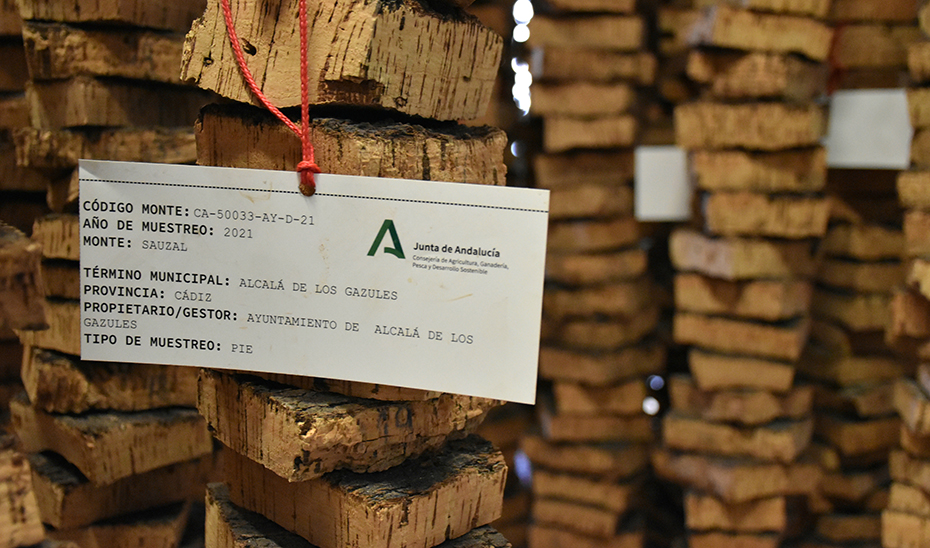 CÓDIGO MONTE: CA-50033-AY-D-21
AÑO DE MUESTREO: 2021
MONTE: SAUZAL
Junta de Andalucía
Consejería de Agricultura, Ganadería,
Pesca y Desarrollo Sostenible
TÉRMINO MUNICIPAL: ALCALÁ DE LOS GAZULES
PROVINCIA: CÁDIZ
PROPIETARIO/GESTOR: AYUNTAMIENTO DE ALCALÁ DE LOS
GAZULES
TIPO DE MUESTREO: PIE